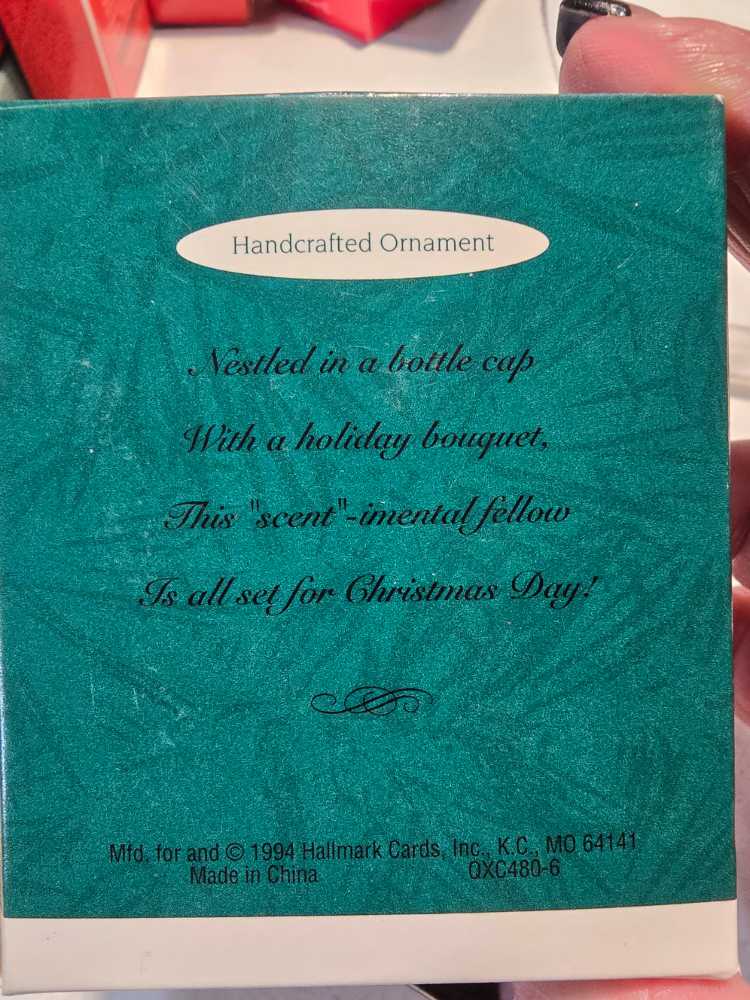 Handcrafted Ornament
Nestled in a bottle cap
With a holiday bouquet,
This "scent"-imental fellow
Is all set for Christmas Day!
Mfd. for and © 1994 Hallmark Cards, Inc., K.C., MO 64141
Made in China QXC480-6